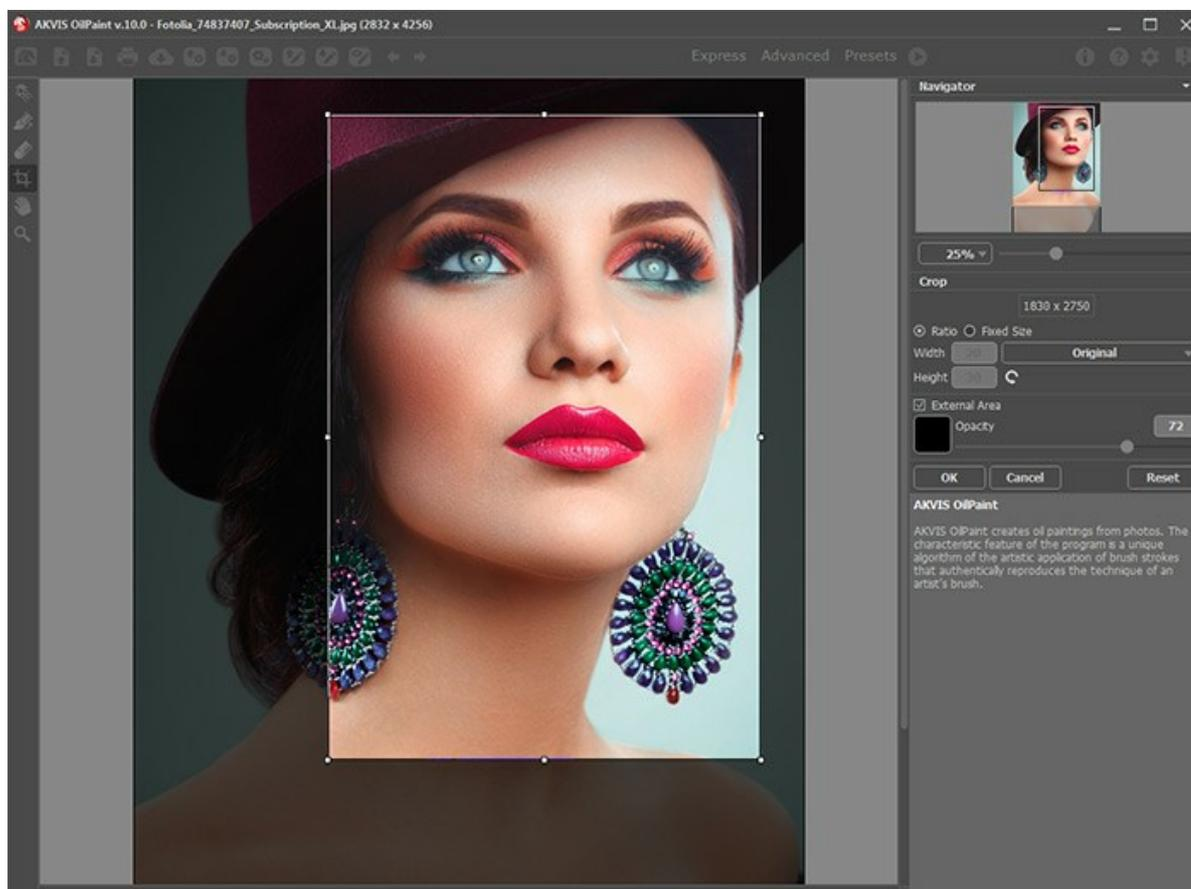 AKVIS OilPaint v.10.0 - Fotolia_74837407_Subscription_XL.jpg (2832 x 4256)
Express Advanced Presets
Navigator
25%
Crop
1830 x 2750
Ratio Fixed Size
Width Original
Height
External Area
Opacity 72
OK Cancel Reset
AKVIS OilPaint
AKVIS OilPaint creates oil paintings from photos. The
characteristic feature of the program is a unique
algorithm of the artistic application of brush strokes
that authentically reproduces the technique of an
artist's brush.